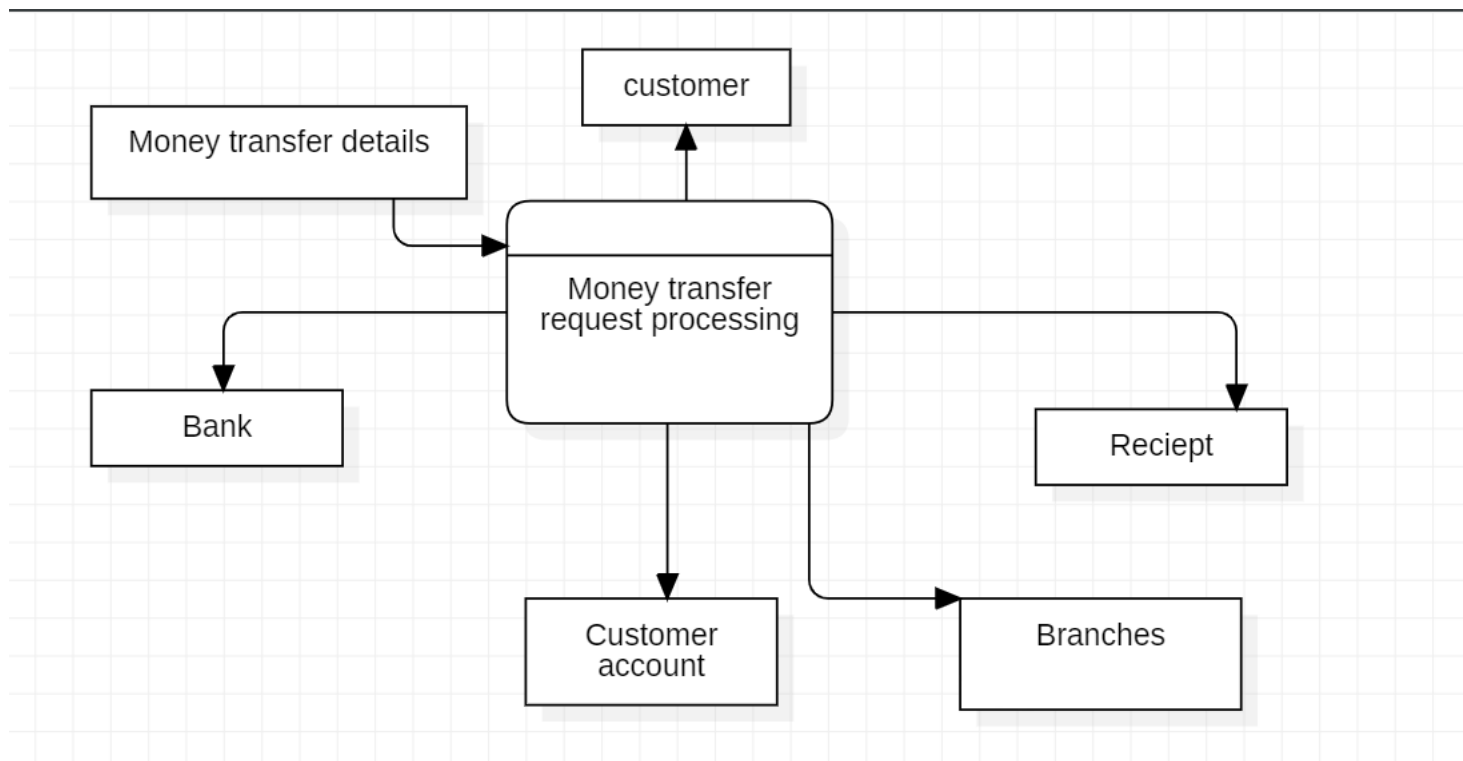 customer
Money transfer details
Money transfer
request processing
Bank
Reciept
Customer
account
Branches